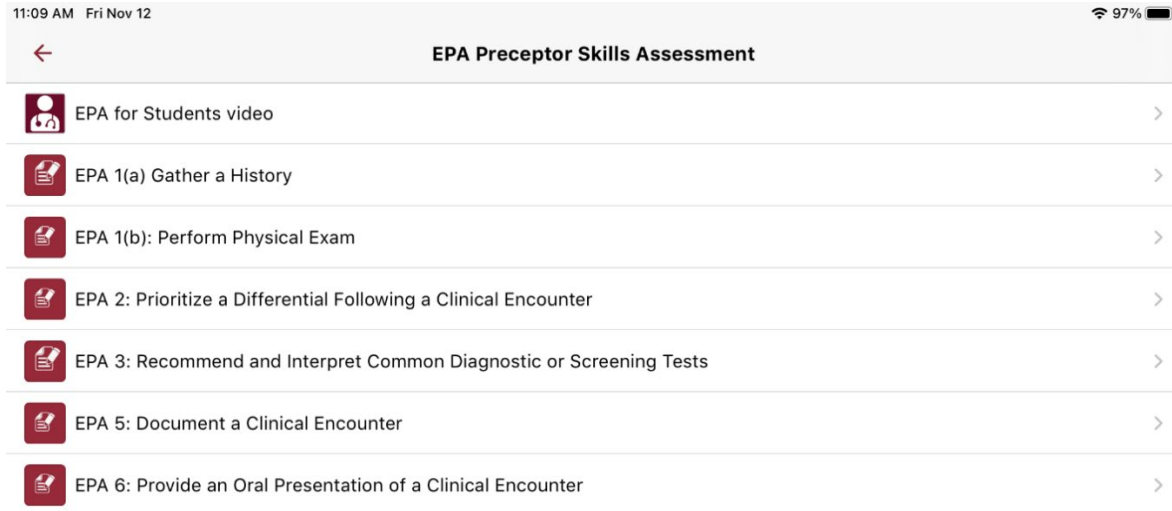 11:09 AM Fri Nov 12 97%
EPA Preceptor Skills Assessment
EPA for Students video
EPA 1(a) Gather a History
EPA 1(b): Perform Physical Exam
EPA 2: Prioritize a Differential Following a Clinical Encounter
EPA 3: Recommend and Interpret Common Diagnostic or Screening Tests
EPA 5: Document a Clinical Encounter
EPA 6: Provide an Oral Presentation of a Clinical Encounter